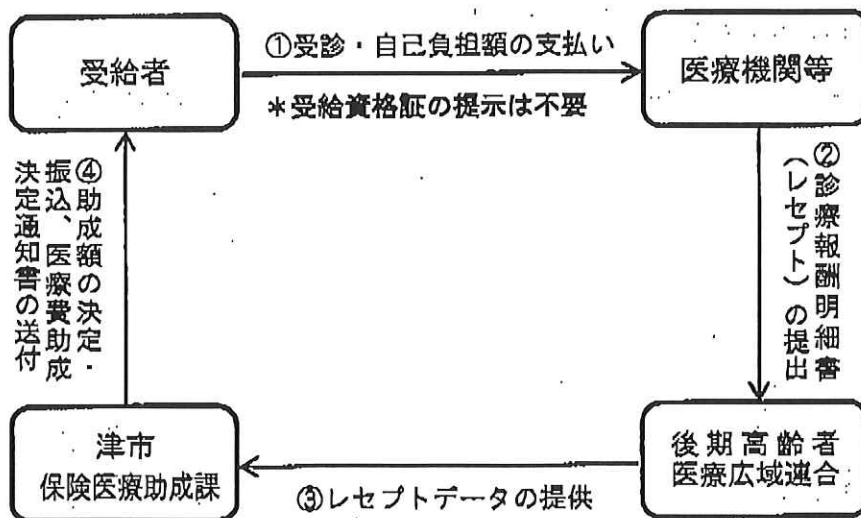 受給者
①受診・自己負担額の支払い
＊受給資格証の提示は不要
医療機関等
②診療報酬明細書
（レセプト）の提出
後期高齢者
医療広域連合
③レセプトデータの提供
津市
保険医療助成課
④助成額の決定・
振込、医療費助成
決定通知書の送付